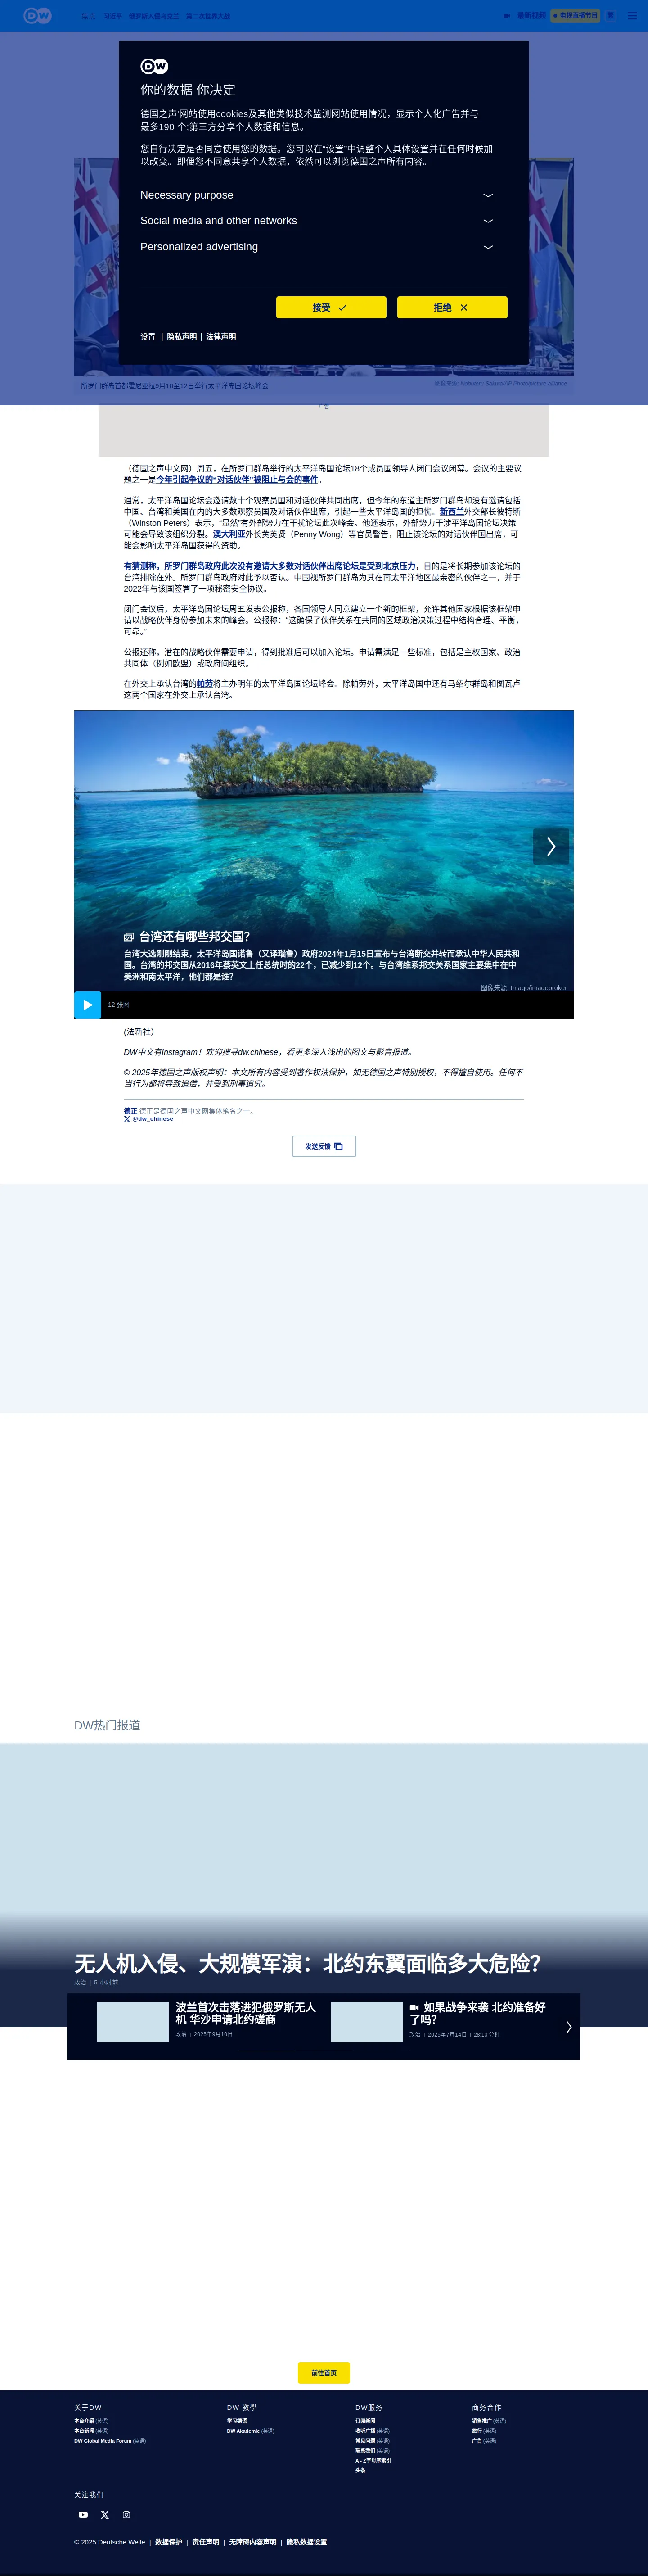 DW
热点 习近平 俄罗斯入侵乌克兰 第二次世界大战
最新视频 电视直播节目
DW
你的数据 你决定
德国之声'网站使用cookies及其他类似技术监测网站使用情况，显示个人化广告并与
最多190 个;第三方分享个人数据和信息。
您自行决定是否同意使用您的数据。您可以在“设置”中调整个人具体设置并在任何时候加
以改变。即便您不同意共享个人数据，依然可以浏览德国之声所有内容。
Necessary purpose
Social media and other networks
Personalized advertising
接受 拒绝
设置 | 隐私声明 | 法律声明
所罗门群岛首都霍尼亚拉9月10至12日举行太平洋岛国论坛峰会
广告
（德国之声中文网）周五，在所罗门群岛举行的太平洋岛国论坛18个成员国领导人闭门会议闭幕。会议的主要议
题之一是今年引起争议的“对话伙伴”被阻止与会的事件。
通常，太平洋岛国论坛会邀请数十个观察员国和对话伙伴共同出席，但今年的东道主所罗门群岛却没有邀请包括
中国、台湾和美国在内的大多数观察员国及对话伙伴出席，引起一些太平洋岛国的担忧。新西兰外交部长彼特斯
（Winston Peters）表示，“显然”有外部势力在干扰论坛此次峰会。他还表示，外部势力干涉平洋岛国论坛决策
可能会导致该组织分裂。澳大利亚外长黄英贤（Penny Wong）等官员警告，阻止该论坛的对话伙伴国出席，可
能会影响太平洋岛国获得的资助。
有猜测称，所罗门群岛政府此次没有邀请大多数对话伙伴出席论坛是受到北京压力，目的是将长期参加该论坛的
台湾排除在外。所罗门群岛政府对此予以否认。中国视所罗门群岛为其在南太平洋地区最亲密的伙伴之一，并于
2022年与该国签署了一项秘密安全协议。
闭门会议后，太平洋岛国论坛周五发表公报称，各国领导人同意建立一个新的框架，允许其他国家根据该框架申
请以战略伙伴身份参加未来的峰会。公报称：“这确保了伙伴关系在共同的区域政治决策过程中结构合理、平衡，
可靠。”
公报还称，潜在的战略伙伴需要申请，得到批准后可以加入论坛。申请需满足一些标准，包括是主权国家、政治
共同体（例如欧盟）或政府间组织。
在外交上承认台湾的帕劳将主办明年的太平洋岛国论坛峰会。除帕劳外，太平洋岛国中还有马绍尔群岛和图瓦卢
这两个国家在外交上承认台湾。
台湾还有哪些邦交国？
台湾大选刚刚结束，太平洋岛国诺鲁（又译瑙鲁）政府2024年1月15日宣布与台湾断交并转而承认中华人民共和
国。台湾的邦交国从2016年蔡英文上任总统时的22个，已减少到12个。与台湾维系邦交关系国家主要集中在中
美洲和南太平洋，他们都是谁？
图像来源: Imago/Imagebroker
12 张图
(法新社）
DW中文有Instagram！欢迎搜寻dw.chinese，看更多深入浅出的图文与影音报道。
© 2025年德国之声版权声明：本文所有内容受到著作权法保护，如无德国之声特别授权，不得擅自使用。任何不
当行为都将导致追偿，并受到刑事追究。
德正 德正是德国之声中文网集体笔名之一。
@dw_chinese
发送反馈
DW热门报道
无人机入侵、大规模军演：北约东翼面临多大危险？
政治 | 5 小时前
波兰首次击落进犯俄罗斯无人
机 华沙申请北约磋商
政治 | 2025年9月10日
如果战争来袭 北约准备好
了吗？
政治 | 2025年7月14日 | 28:10 分钟
前往首页
关于DW
本台介紹 (英语)
本台新闻 (英语)
DW Global Media Forum (英语)
DW 教學
学习德语
DW Akademie (英语)
DW服务
订阅新闻
收听广播 (英语)
常见问题 (英语)
联系我们 (英语)
A - Z字母序索引
头条
商务合作
销售推广 (英语)
旅行 (英语)
广告 (英语)
关注我们
© 2025 Deutsche Welle | 数据保护 | 责任声明 | 无障碍内容声明 | 隐私数据设置